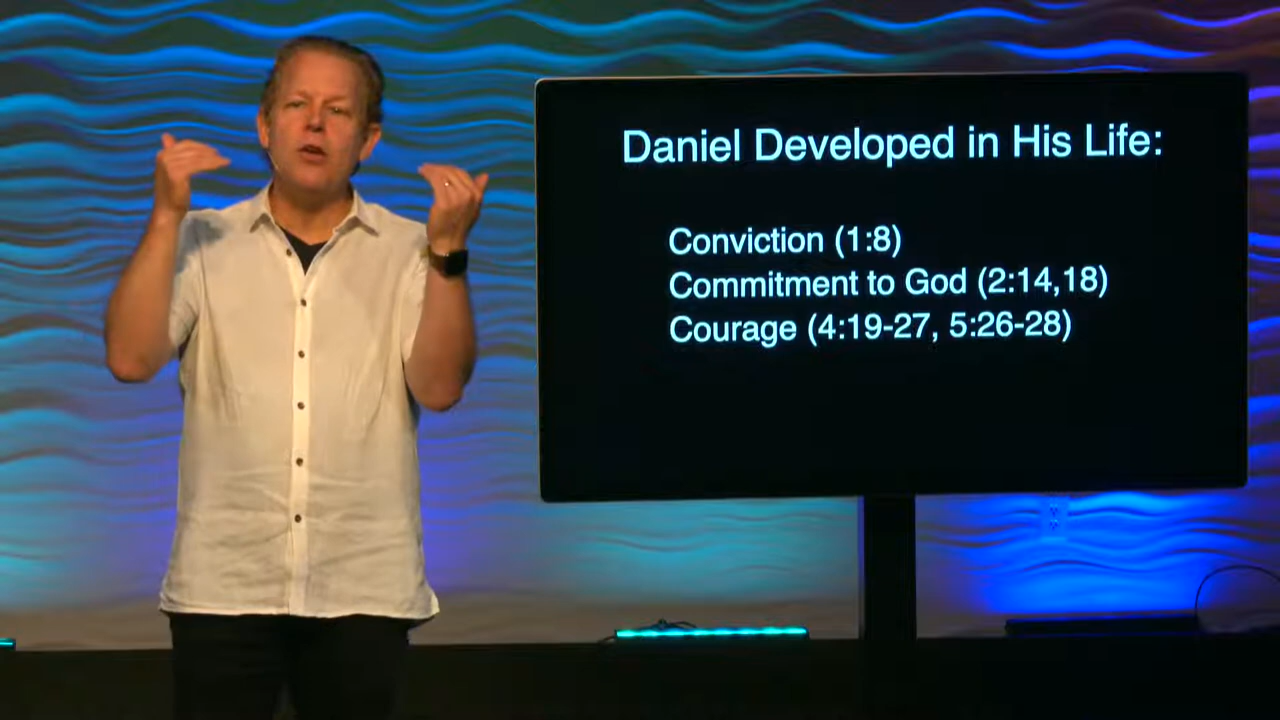 Daniel Developed in His Life:
Conviction (1:8)
Commitment to God (2:14,18)
Courage (4:19-27, 5:26-28)